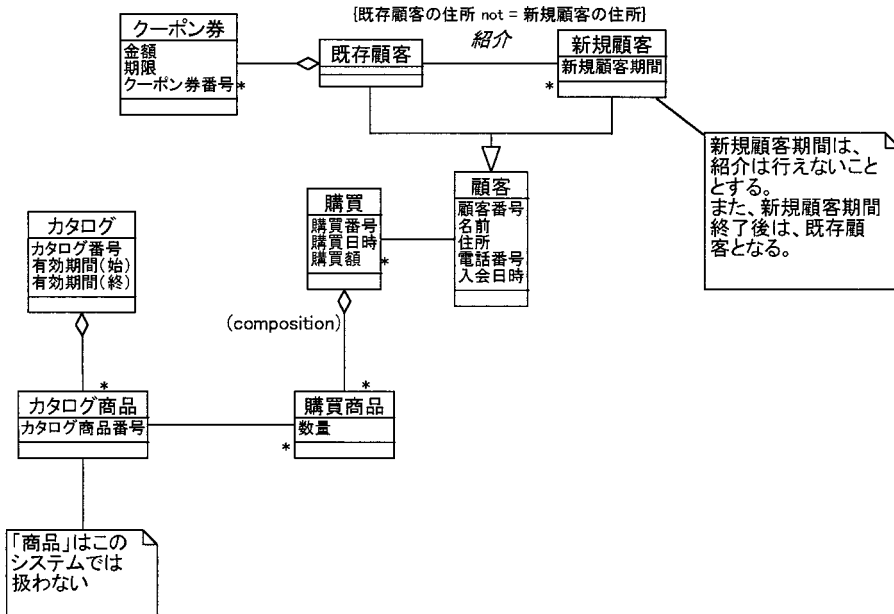 {既存顧客の住所 not = 新規顧客の住所}
クーポン券
金額
期限
クーポン券番号
*
既存顧客
紹介
新規顧客
新規顧客期間
*
新規顧客期間は、
紹介は行えないこと
とする。
また、新規顧客期間
終了後は、既存顧
客となる。
顧客
顧客番号
名前
住所
電話番号
入会日時
購買
購買番号
購買日時
購買額
*
カタログ
カタログ番号
有効期間(始)
有効期間(終)
(composition)
*
カタログ商品
カタログ商品番号
*
購買商品
数量
*
「商品」はこの
システムでは
扱わない